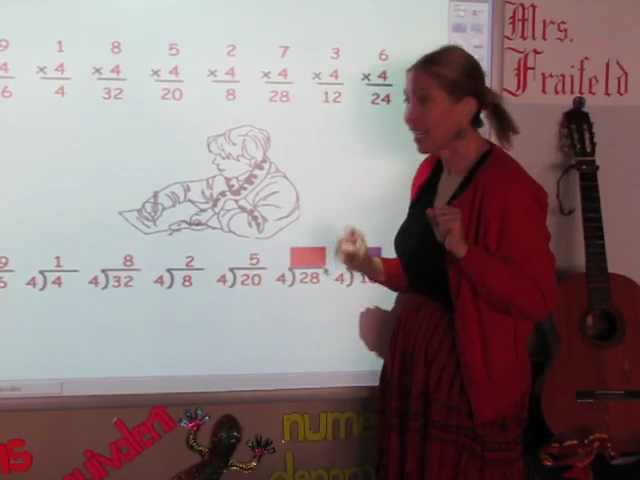 Mrs.
Fraifeld
9 1 8 5 2 7 3 6
4 × 4 × 4 × 4 × 4 × 4 × 4 × 4
6 4 32 20 8 28 12 24
9 1 8 2 5
6 4)4 4)32 4)8 4)20 4)28 4)